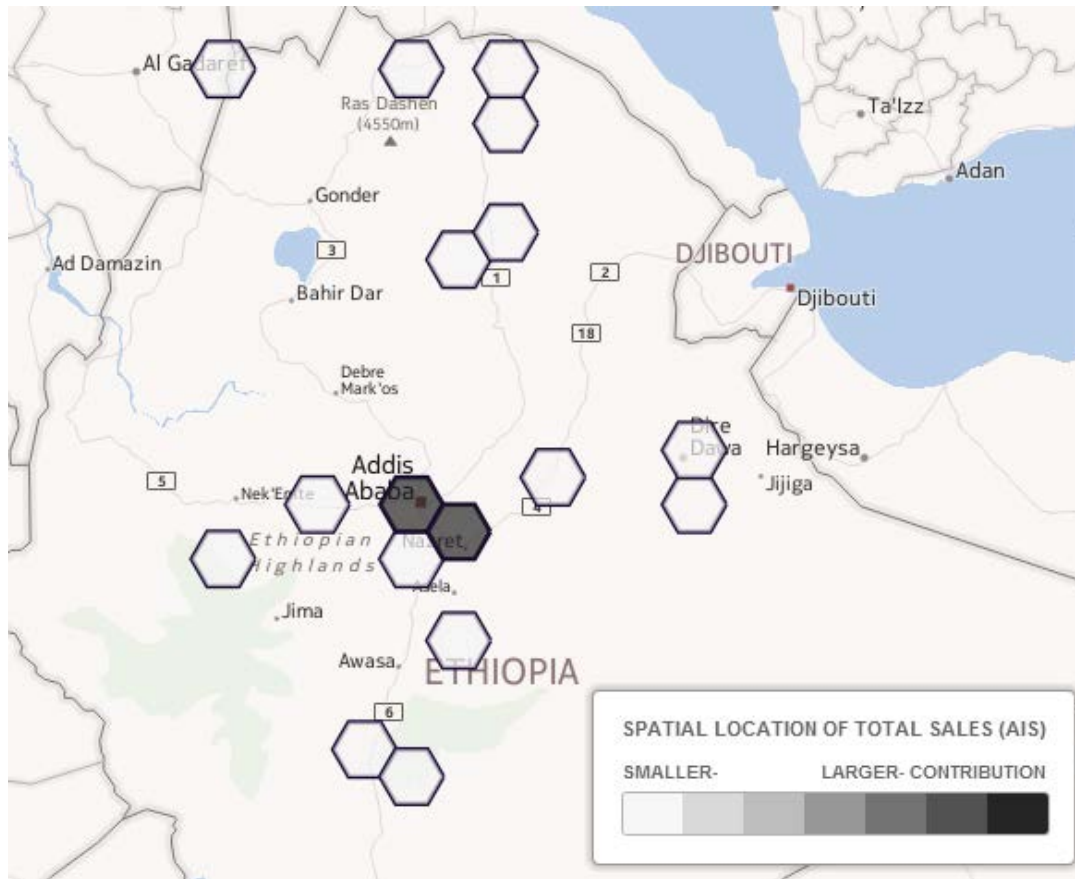 Al Gadaref
Ras Dashen
(4550m)
Ta'Izz
Adan
Gonder
3
DJIBOUTI
2
1
Ad Damazin
Bahir Dar
Djibouti
18
Debre
Mark'os
Dire
Dawa
Hargeysa
Jijiga
Addis
Ababa
5
Nek'Emte
4
Ethiopian
Highlands
Nazret
Asela
Jima
Awasa
ETHIOPIA
6
SPATIAL LOCATION OF TOTAL SALES (AIS)
SMALLER-
LARGER- CONTRIBUTION